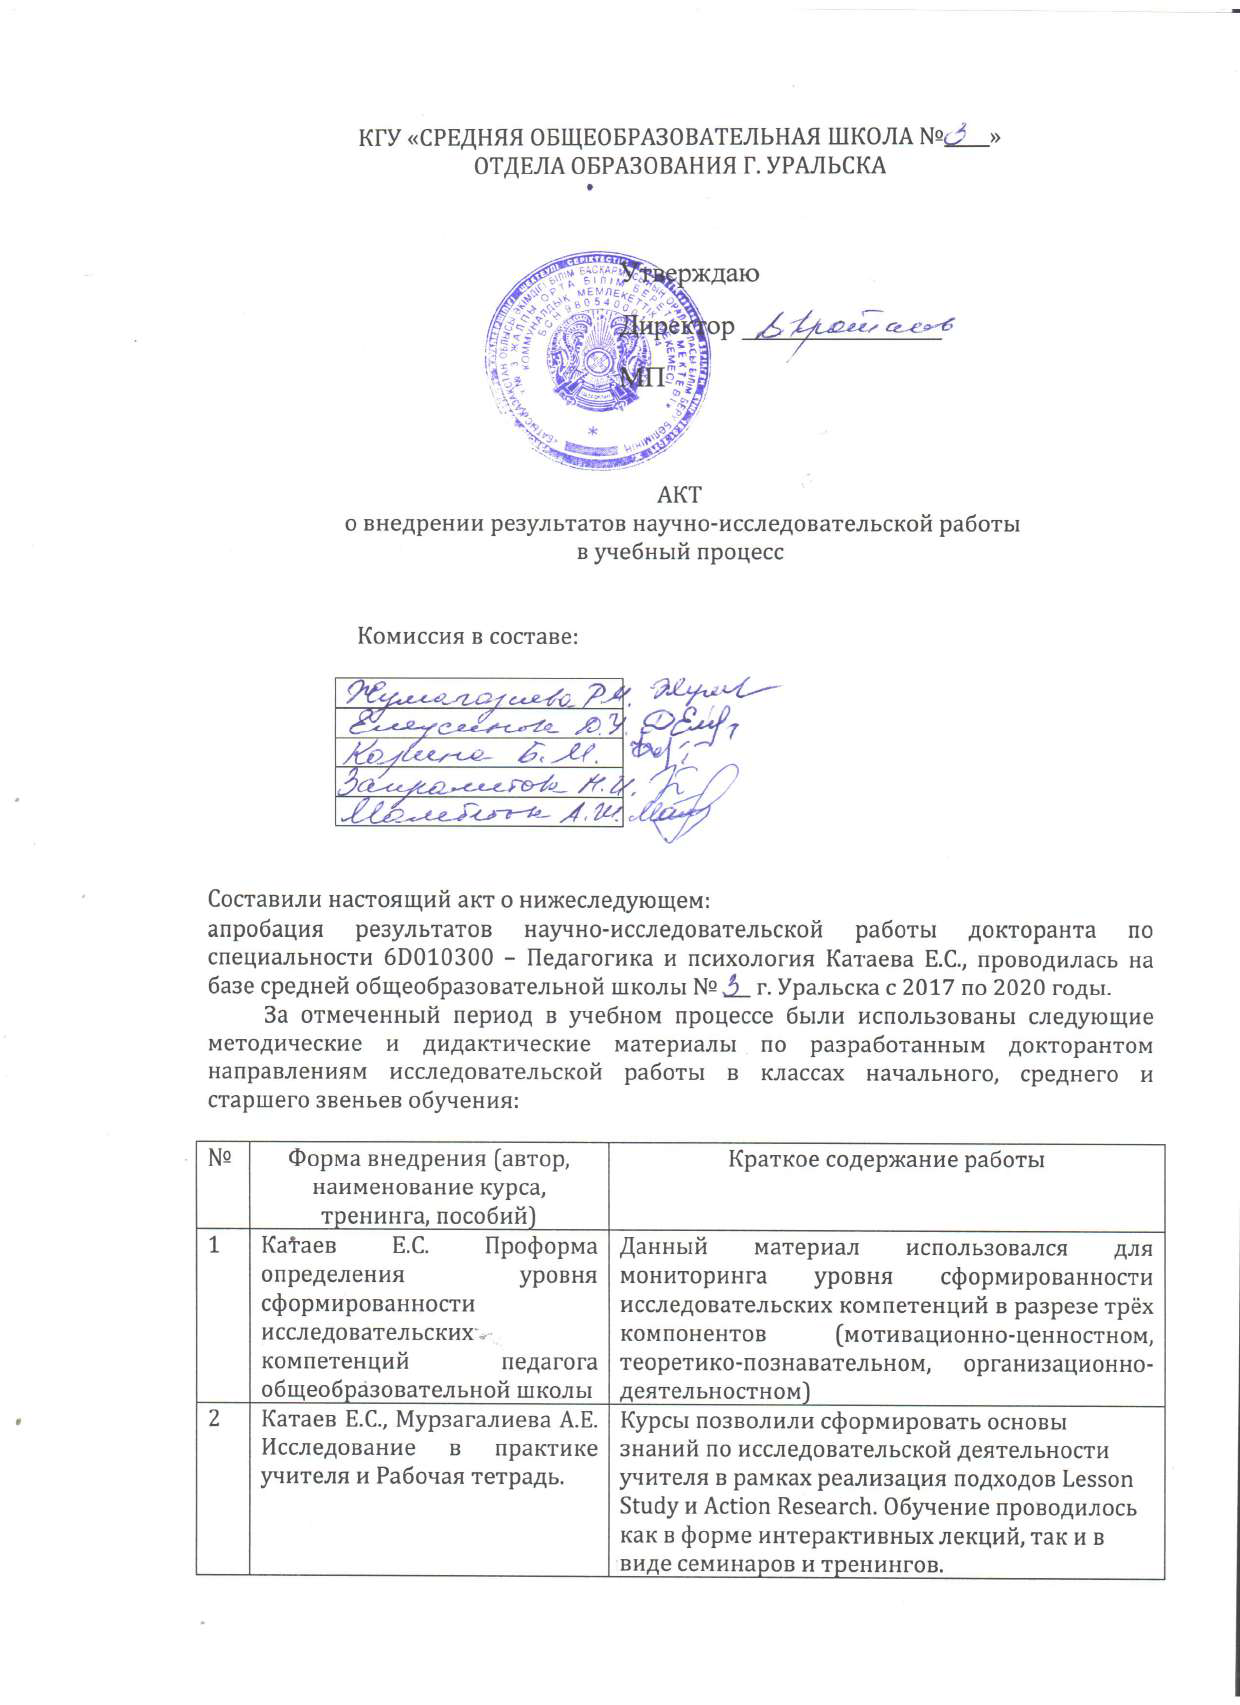 КГУ «СРЕДНЯЯ ОБЩЕОБРАЗОВАТЕЛЬНАЯ ШКОЛА № 3 »
ОТДЕЛА ОБРАЗОВАНИЯ Г. УРАЛЬСКА
Утверждаю
Директор
МП
АКТ
о внедрении результатов научно-исследовательской работы
в учебный процесс
Комиссия в составе:
Жумагазиева Р.М.
Елеусинов Д.У.
Карина Б.М.
Н.И.
Мамбеток А.Ж.
Составили настоящий акт о нижеследующем:
апробация результатов научно-исследовательской работы докторанта по
специальности 6D010300 – Педагогика и психология Катаева Е.С., проводилась на
базе средней общеобразовательной школы № 3 г. Уральска с 2017 по 2020 годы.
За отмеченный период в учебном процессе были использованы следующие
методические и дидактические материалы по разработанным докторантом
направлениям исследовательской работы в классах начального, среднего и
старшего звеньев обучения:
№
Форма внедрения (автор,
наименование курса,
тренинга, пособий)
Краткое содержание работы
1
Катаев Е.С. Проформа
определения уровня
сформированности
исследовательских
компетенций педагога
общеобразовательной школы
Данный материал использовался для
мониторинга уровня сформированности
исследовательских компетенций в разрезе трёх
компонентов (мотивационно-ценностном,
теоретико-познавательном, организационно-
деятельностном)
2
Катаев Е.С., Мурзагалиева А.Е.
Исследование в практике
учителя и Рабочая тетрадь.
Курсы позволили сформировать основы
знаний по исследовательской деятельности
учителя в рамках реализация подходов Lesson
Study и Action Research. Обучение проводилось
как в форме интерактивных лекций, так и в
виде семинаров и тренингов.